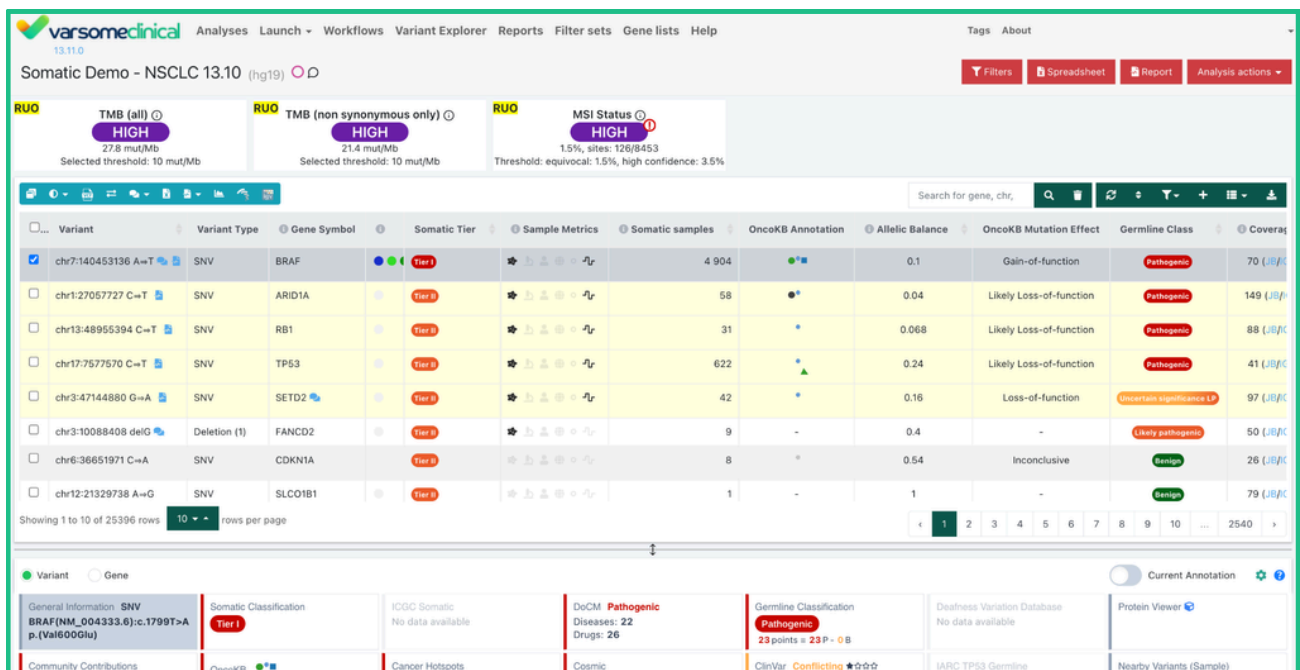 varsomeclinical Analyses Launch Workflows Variant Explorer Reports Filter sets Gene lists Help Tags About
13.11.0
Somatic Demo - NSCLC 13.10 (hg19) Filters Spreadsheet Report Analysis actions
RUO TMB (all) RUO TMB (non synonymous only) RUO MSI Status
HIGH HIGH HIGH
27.8 mut/Mb 21.4 mut/Mb 1.5%, sites: 126/8453
Selected threshold: 10 mut/Mb Selected threshold: 10 mut/Mb Threshold: equivocal: 1.5%, high confidence: 3.5%
Search for gene, chr,
... Variant Variant Type Gene Symbol Somatic Tier Sample Metrics Somatic samples OncoKB Annotation Allelic Balance OncoKB Mutation Effect Germline Class Coverag
chr7:140453136 A⇒T SNV BRAF Tier I 4 904 0.1 Gain-of-function Pathogenic 70 (JB/
chr1:27057727 C⇒T SNV ARID1A Tier II 58 0.04 Likely Loss-of-function Pathogenic 149 (JB/
chr13:48955394 C⇒T SNV RB1 Tier II 31 0.068 Likely Loss-of-function Pathogenic 88 (JB/
chr17:7577570 C⇒T SNV TP53 Tier II 622 0.24 Likely Loss-of-function Pathogenic 41 (JB/
chr3:47144880 G⇒A SNV SETD2 Tier II 42 0.16 Loss-of-function Uncertain significance LP 97 (JB/
chr3:10088408 delG Deletion (1) FANCD2 Tier II 9 - 0.4 - Likely pathogenic 50 (JB/
chr6:36651971 C⇒A SNV CDKN1A Tier II 8 0.54 Inconclusive Benign 26 (JB/
chr12:21329738 A⇒G SNV SLCO1B1 Tier II 1 - 1 - Benign 79 (JB/
Showing 1 to 10 of 25396 rows 10 rows per page ‹ 1 2 3 4 5 6 7 8 9 10 ... 2540 ›
Variant Gene Current Annotation
General Information SNV Somatic Classification ICGC Somatic DoCM Pathogenic Germline Classification Deafness Variation Database Protein Viewer
BRAF(NM_004333.6):c.1799T>A Tier I No data available Diseases: 22 Pathogenic No data available
p.(Val600Glu) Drugs: 26 23 points = 23 P - 0 B
Community Contributions OncoKB Cancer Hotspots Cosmic ClinVar Conflicting IARC TP53 Germline Nearby Variants (Sample)